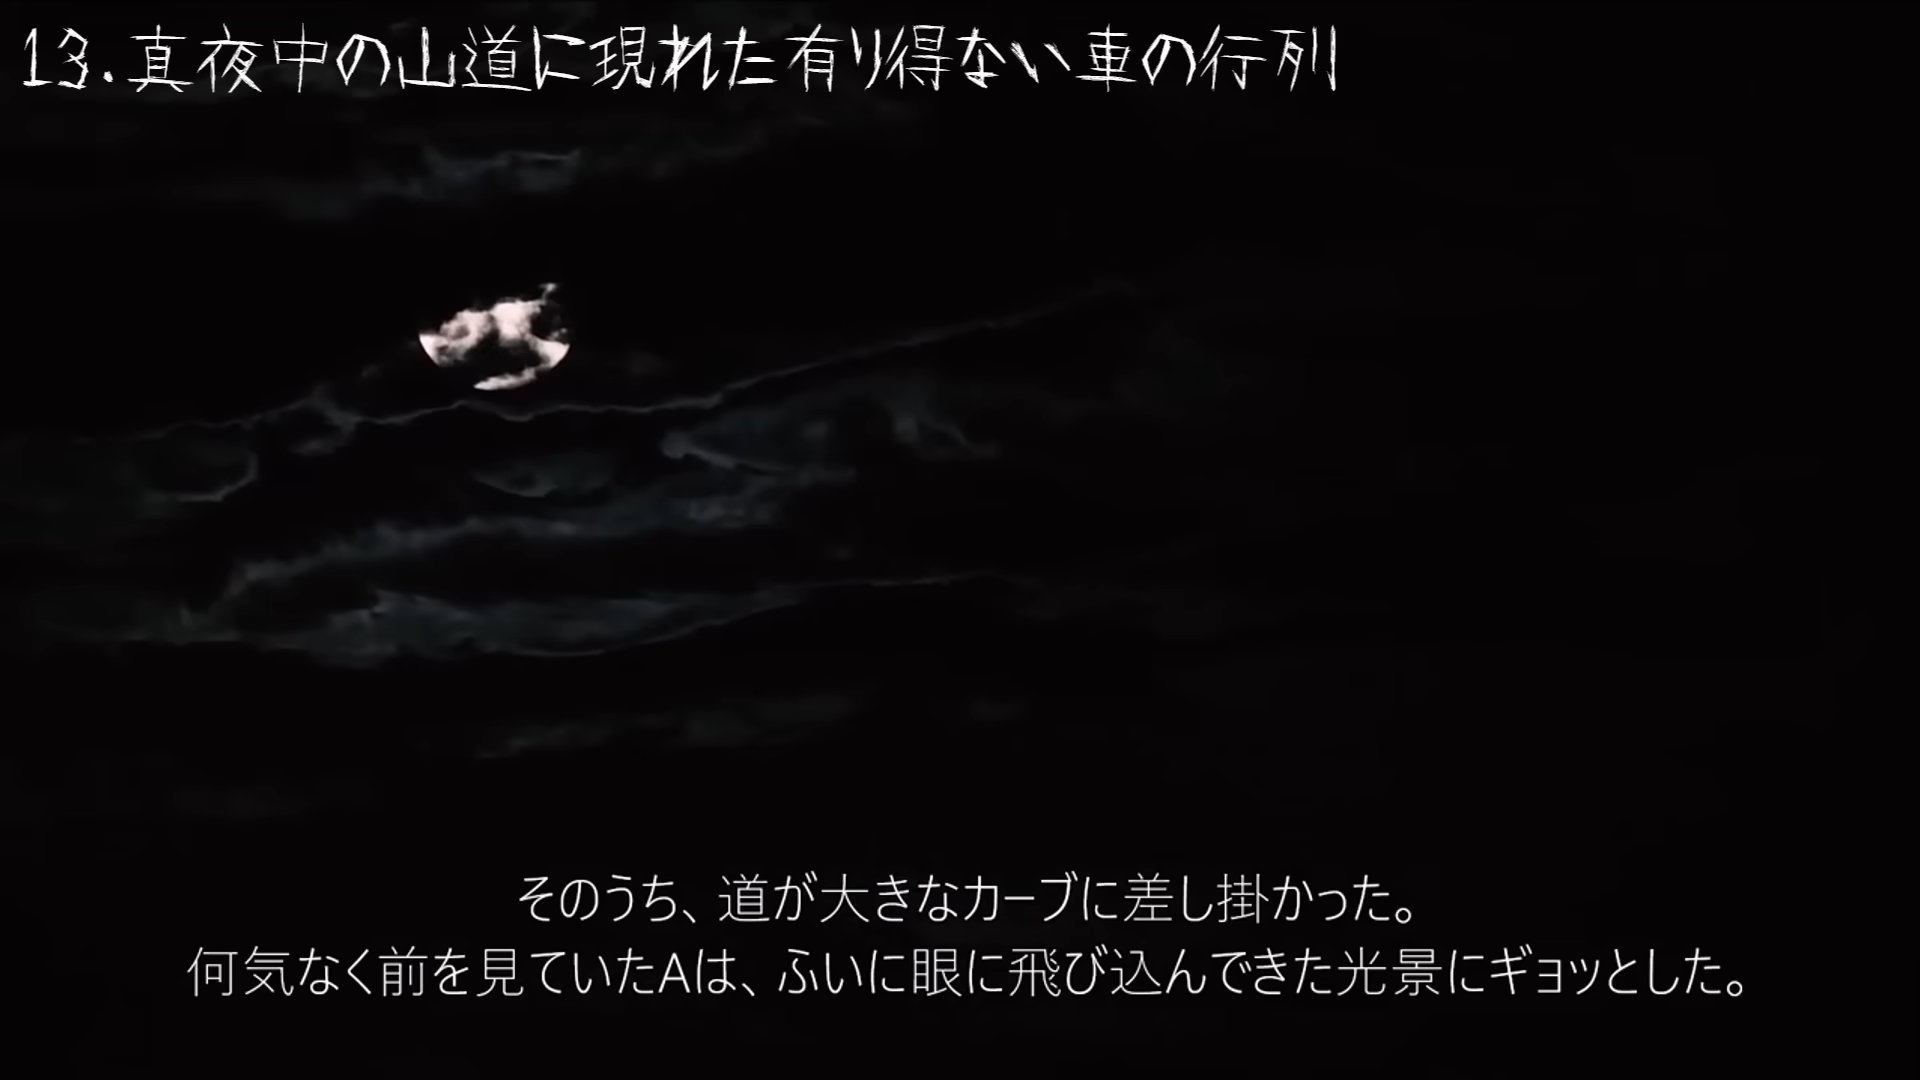 13.真夜中の山道に現れた有り得ない車の行列
そのうち、道が大きなカーブに差し掛かった。
何気なく前を見ていたAは、ふいに眼に飛び込んできた光景にギョッとした。